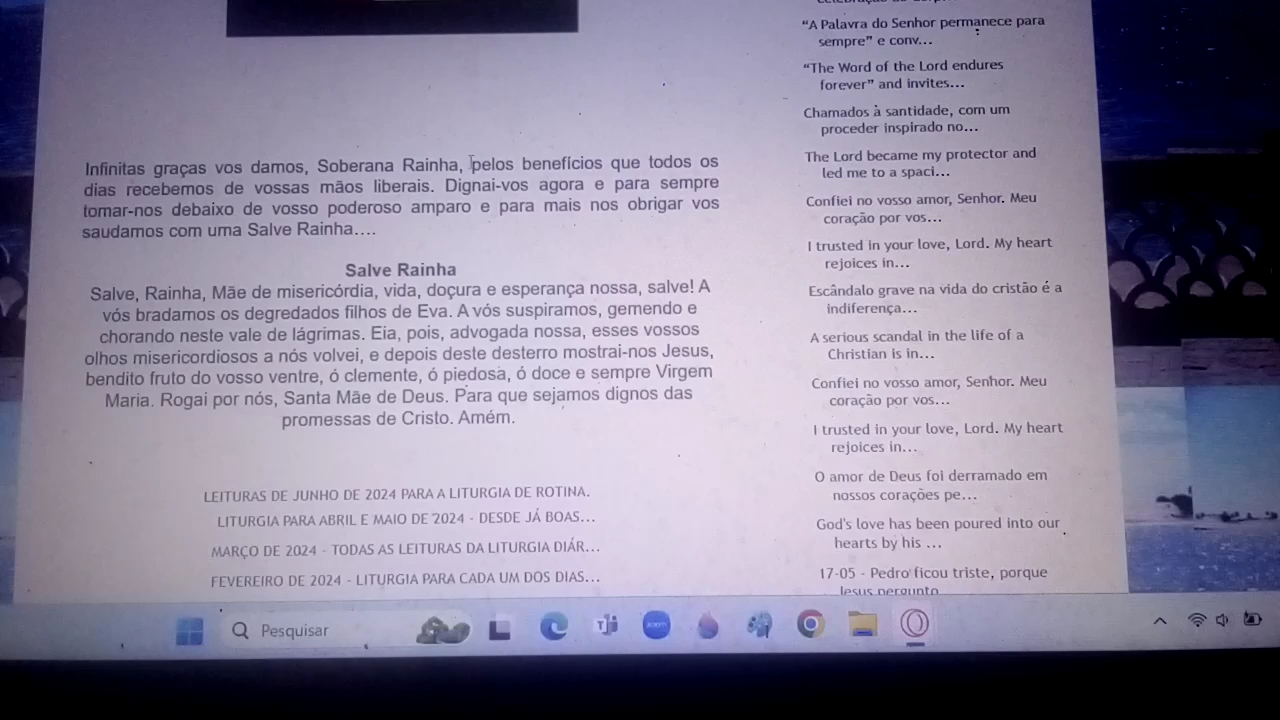 Infinitas graças vos damos, Soberana Rainha, pelos benefícios que todos os
dias recebemos de vossas mãos liberais. Dignai-vos agora e para sempre
tomar-nos debaixo de vosso poderoso amparo e para mais nos obrigar vos
saudamos com uma Salve Rainha....
Salve Rainha
Salve, Rainha, Mãe de misericórdia, vida, doçura e esperança nossa, salve! A
vós bradamos os degredados filhos de Eva. A vós suspiramos, gemendo e
chorando neste vale de lágrimas. Eia, pois, advogada nossa, esses vossos
olhos misericordiosos a nós volvei, e depois deste desterro mostrai-nos Jesus,
bendito fruto do vosso ventre, ó clemente, ó piedosa, ó doce e sempre Virgem
Maria. Rogai por nós, Santa Mãe de Deus. Para que sejamos dignos das
promessas de Cristo. Amém.
LEITURAS DE JUNHO DE 2024 PARA A LITURGIA DE ROTINA.
LITURGIA PARA ABRIL E MAIO DE 2024 - DESDE JÁ BOAS...
MARÇO DE 2024 - TODAS AS LEITURAS DA LITURGIA DIÁR...
FEVEREIRO DE 2024 - LITURGIA PARA CADA UM DOS DIAS...
“A Palavra do Senhor permanece para
sempre” e conv...
“The Word of the Lord endures
forever” and invites...
Chamados à santidade, com um
proceder inspirado no...
The Lord became my protector and
led me to a spaci...
Confiei no vosso amor, Senhor. Meu
coração por vos...
I trusted in your love, Lord. My heart
rejoices in...
Escândalo grave na vida do cristão é a
indiferença...
A serious scandal in the life of a
Christian is in...
Confiei no vosso amor, Senhor. Meu
coração por vos...
I trusted in your love, Lord. My heart
rejoices in...
O amor de Deus foi derramado em
nossos corações pe...
God's love has been poured into our
hearts by his ...
17-05 - Pedro ficou triste, porque
Jesus pergunto
Pesquisar